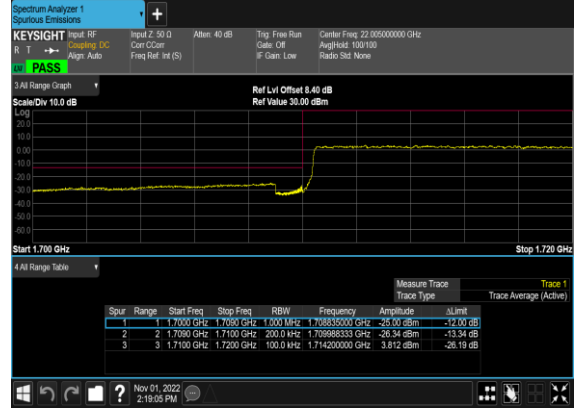 Spectrum Analyzer 1
Spurious Emissions
+
KEYSIGHT Input: RF Input Z: 50 Ω Atten: 40 dB Trig: Free Run Center Freq: 22.005000000 GHz
R T Coupling: DC Corr CCorr Gate: Off Avg|Hold: 100/100
Align: Auto Freq Ref: Int (S) IF Gain: Low Radio Std: None
PASS
3 All Range Graph
Ref Lvl Offset 8.40 dB
Scale/Div 10.0 dB Ref Value 30.00 dBm
Log
20.0
10.0
0.00
-10.0
-20.0
-30.0
-40.0
-50.0
-60.0
Start 1.700 GHz Stop 1.720 GHz
4 All Range Table
Measure Trace Trace 1
Trace Type Trace Average (Active)
Spur Range Start Freq Stop Freq RBW Frequency Amplitude ΔLimit
1 1 1.7000 GHz 1.7090 GHz 1.000 MHz 1.708835000 GHz -25.00 dBm -12.00 dB
2 2 1.7090 GHz 1.7100 GHz 200.0 kHz 1.709988333 GHz -26.34 dBm -13.34 dB
3 3 1.7100 GHz 1.7200 GHz 100.0 kHz 1.714200000 GHz 3.812 dBm -26.19 dB
? Nov 01, 2022
2:19:05 PM